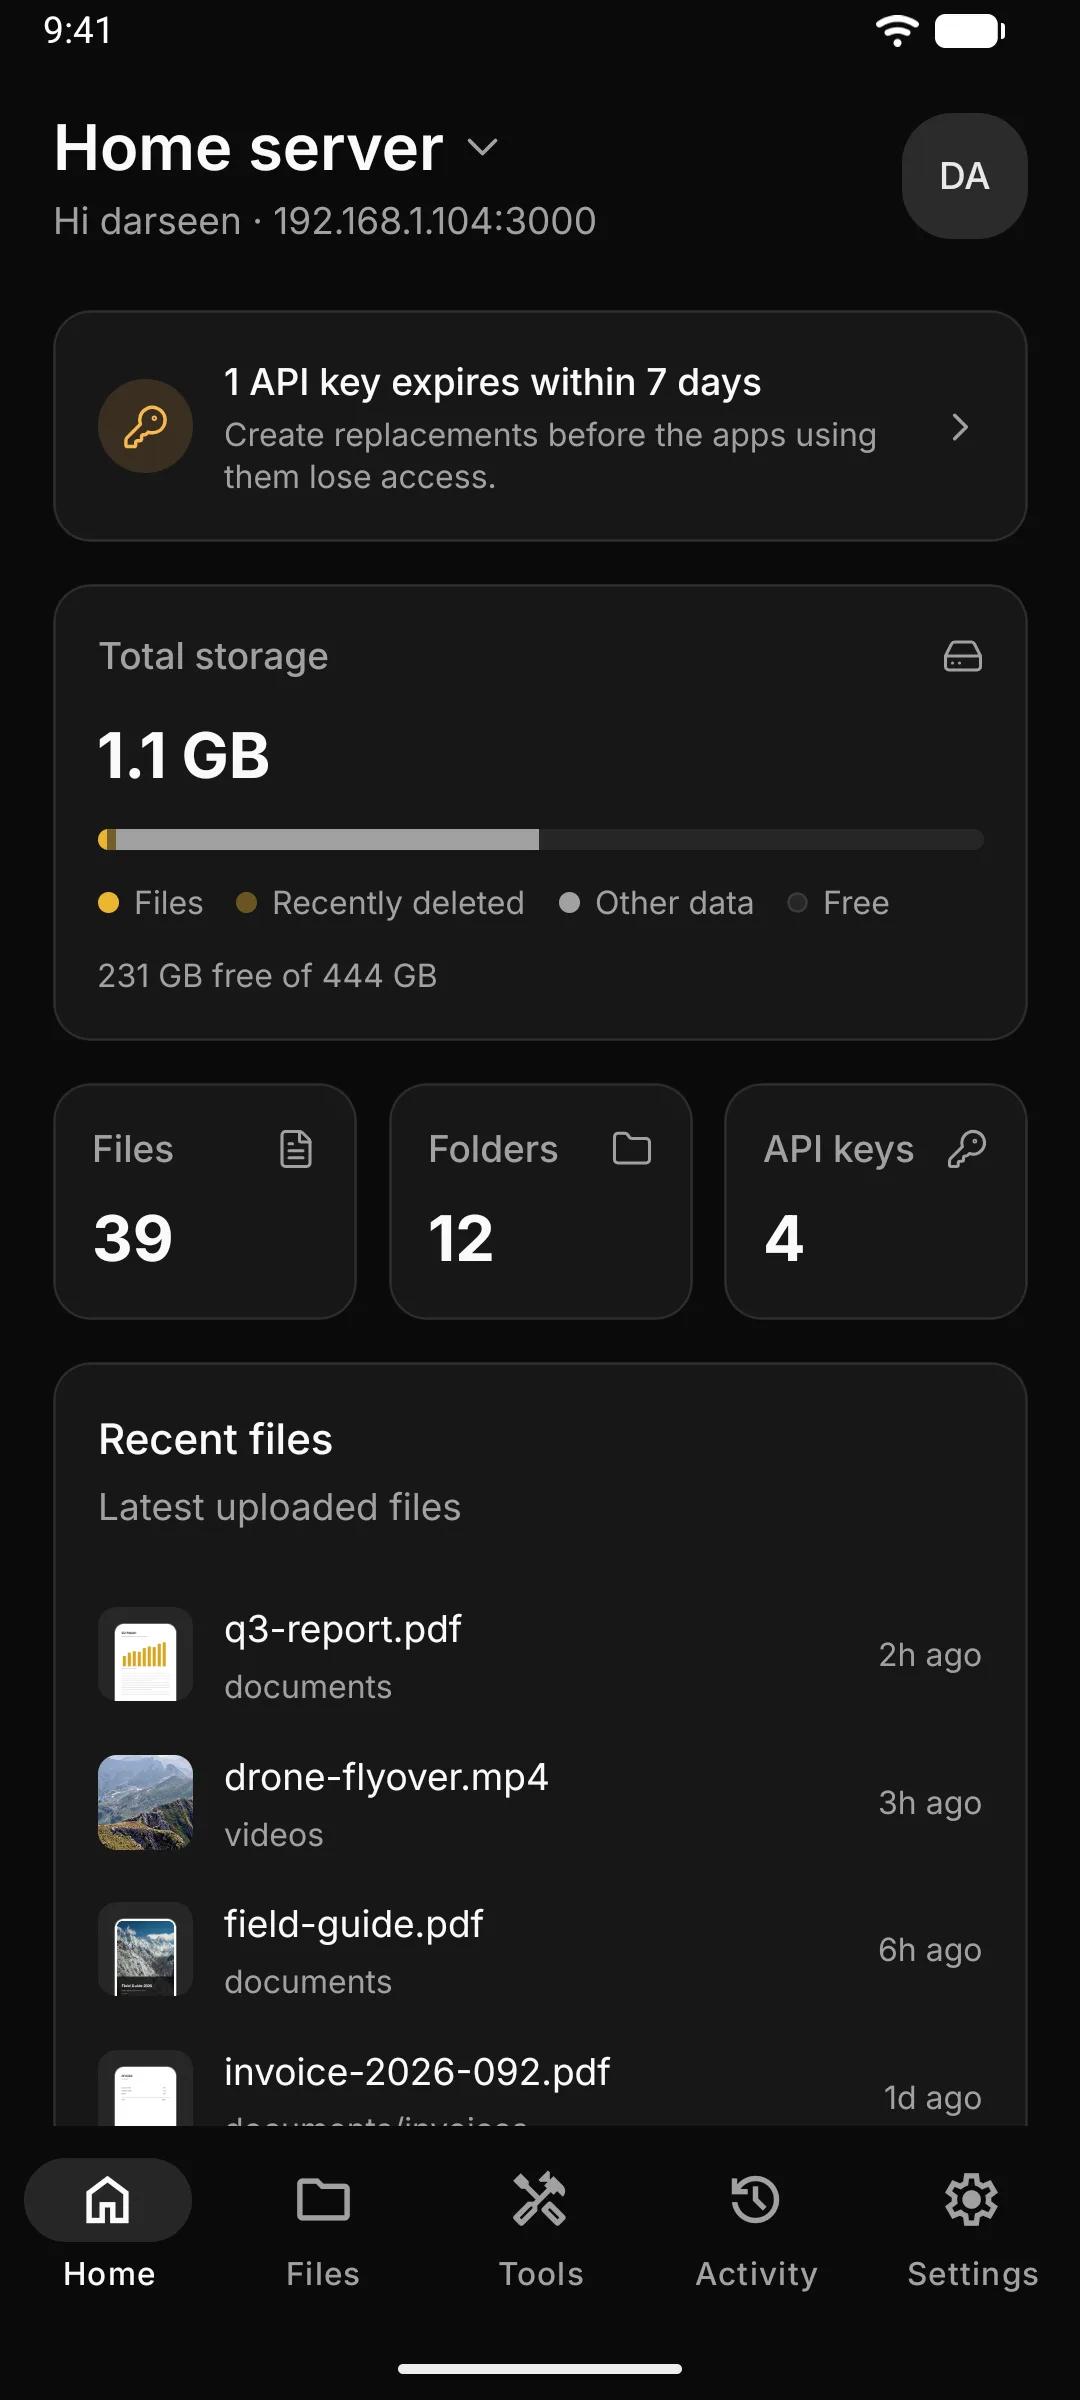 9:41
Home server
DA
Hi darseen · 192.168.1.104:3000
1 API key expires within 7 days
Create replacements before the apps using
them lose access.
Total storage
1.1 GB
Files
Recently deleted
Other data
Free
231 GB free of 444 GB
Files
Folders
API keys
39
12
4
Recent files
Latest uploaded files
q3-report.pdf
documents
2h ago
drone-flyover.mp4
videos
3h ago
field-guide.pdf
documents
6h ago
invoice-2026-092.pdf
documents/invoices
1d ago
Home
Files
Tools
Activity
Settings